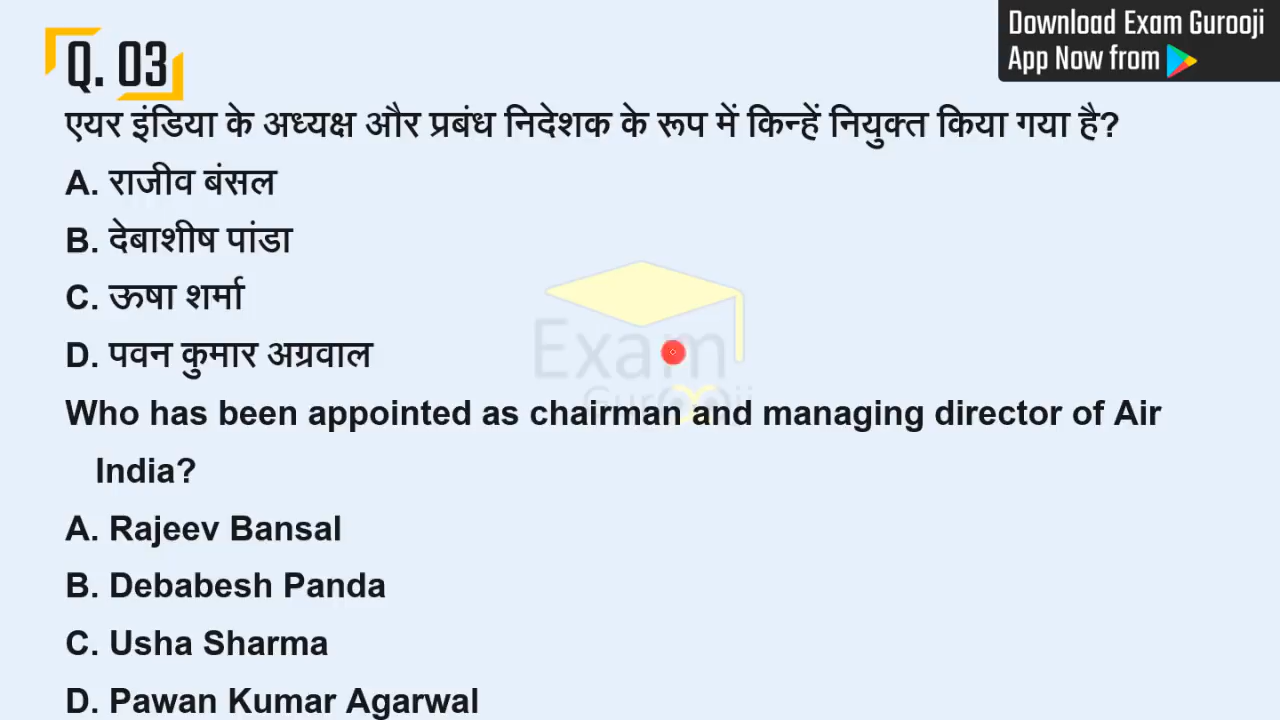 Download Exam Gurooji
App Now from
Q. 03
एयर इंडिया के अध्यक्ष और प्रबंध निदेशक के रूप में किन्हें नियुक्त किया गया है?
A. राजीव बंसल
B. देबाशीष पांडा
C. ऊषा शर्मा
D. पवन कुमार अग्रवाल
Exam
Gurooji
Who has been appointed as chairman and managing director of Air
India?
A. Rajeev Bansal
B. Debabesh Panda
C. Usha Sharma
D. Pawan Kumar Agarwal